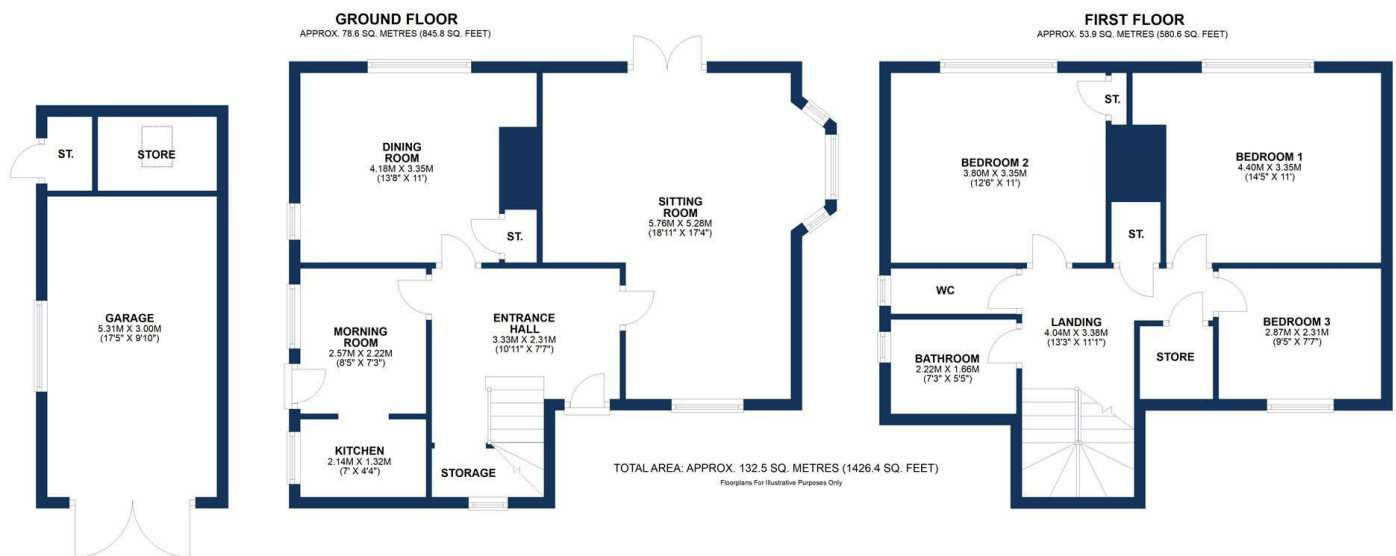 GROUND FLOOR
APPROX. 78.6 SQ. METRES (845.8 SQ. FEET)
FIRST FLOOR
APPROX. 53.9 SQ. METRES (580.6 SQ. FEET)
ST.
STORE
GARAGE
5.31M X 3.00M
(17'5" X 9'10")
DINING
ROOM
4.18M X 3.35M
(13'8" X 11')
ST.
SITTING
ROOM
5.76M X 5.28M
(18'11" X 17'4")
MORNING
ROOM
2.57M X 2.22M
(8'5" X 7'3")
ENTRANCE
HALL
3.33M X 2.31M
(10'11" X 7'7")
KITCHEN
2.14M X 1.32M
(7' X 4'4")
STORAGE
BEDROOM 2
3.80M X 3.35M
(12'6" X 11')
ST.
BEDROOM 1
4.40M X 3.35M
(14'5" X 11')
ST.
WC
LANDING
4.04M X 3.38M
(13'3" X 11'1")
BATHROOM
2.22M X 1.66M
(7'3" X 5'5")
STORE
BEDROOM 3
2.87M X 2.31M
(9'5" X 7'7")
TOTAL AREA: APPROX. 132.5 SQ. METRES (1426.4 SQ. FEET)
Floorplans For Illustrative Purposes Only